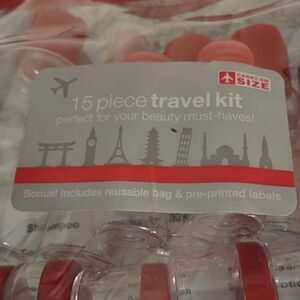 CARRY-ON
SIZE
15 piece travel kit
perfect for your beauty must-haves!
Bonus! Includes reusable bag & pre-printed labels
Shampoo